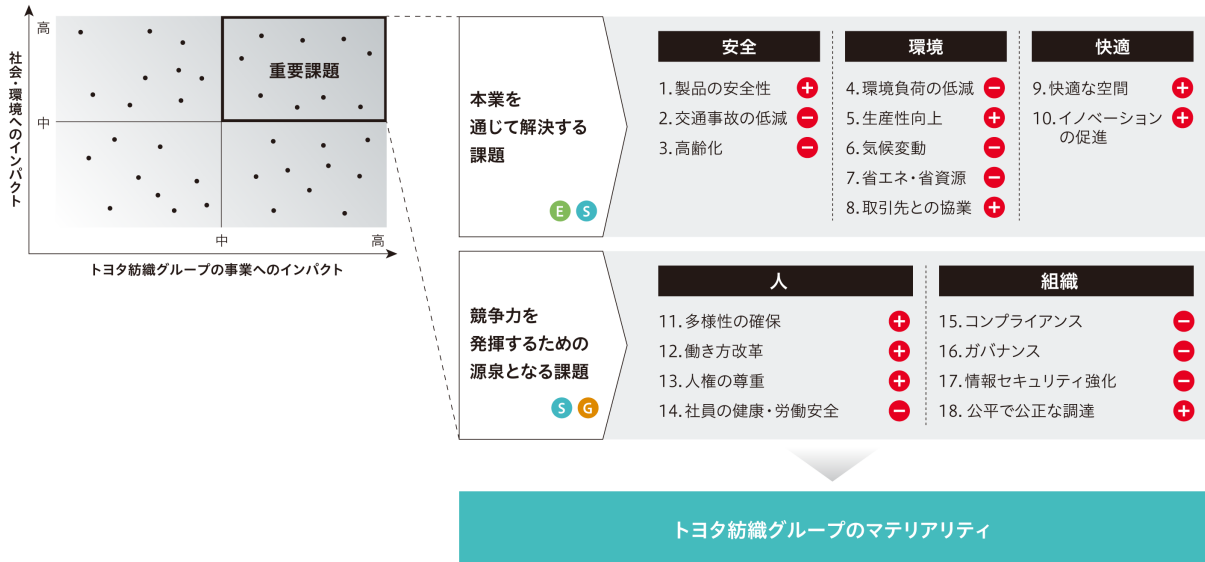 高
社会・環境へのインパクト
中
重要課題
中
高
トヨタ紡織グループの事業へのインパクト
本業を
通じて解決する
課題
E S
安全
1.製品の安全性 +
2.交通事故の低減 −
3.高齢化 −
環境
4.環境負荷の低減 −
5.生産性向上 +
6.気候変動 −
7.省エネ・省資源 −
8.取引先との協業 +
快適
9.快適な空間 +
10.イノベーション +
の促進
競争力を
発揮するための
源泉となる課題
S G
人
11.多様性の確保 +
12.働き方改革 +
13.人権の尊重 +
14.社員の健康・労働安全 −
組織
15.コンプライアンス −
16.ガバナンス −
17.情報セキュリティ強化 −
18.公平で公正な調達 +
トヨタ紡織グループのマテリアリティ